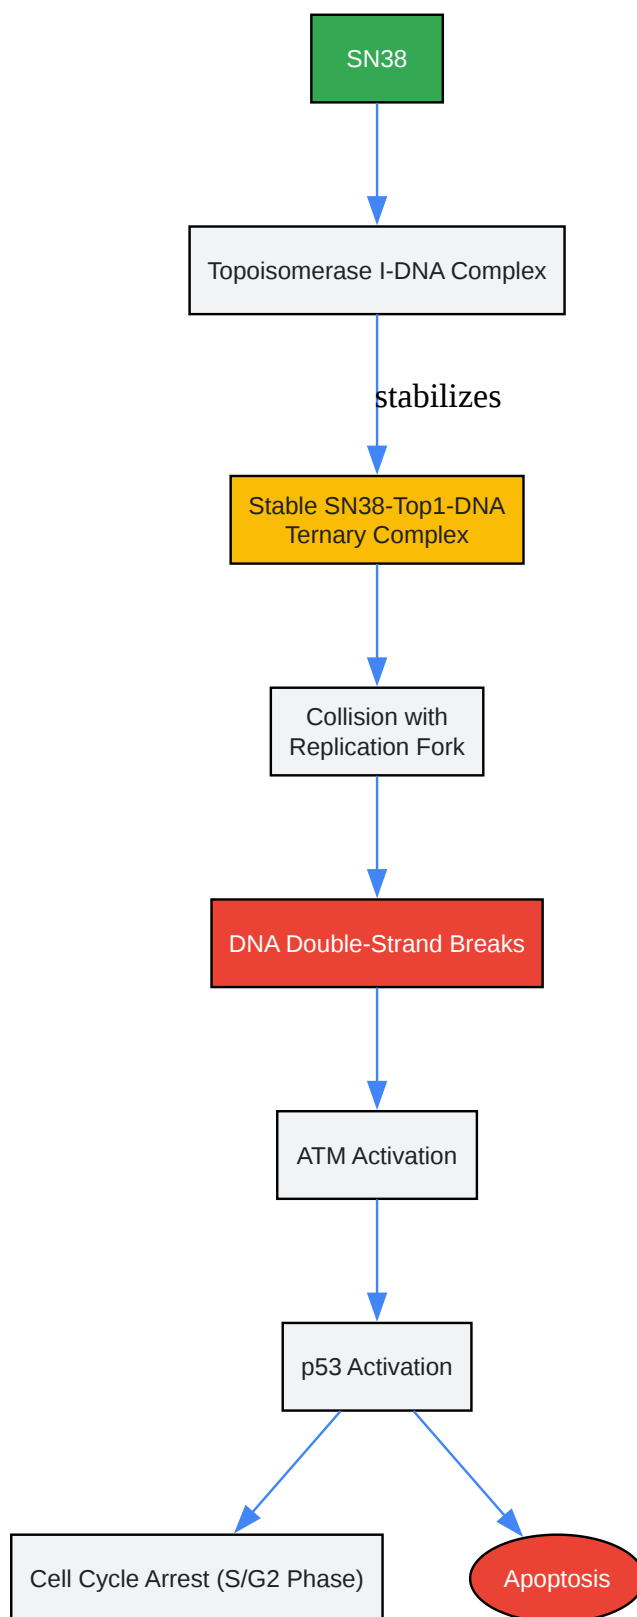 SN38
Topoisomerase I-DNA Complex
stabilizes
Stable SN38-Top1-DNA
Ternary Complex
Collision with
Replication Fork
DNA Double-Strand Breaks
ATM Activation
p53 Activation
Cell Cycle Arrest (S/G2 Phase)
Apoptosis